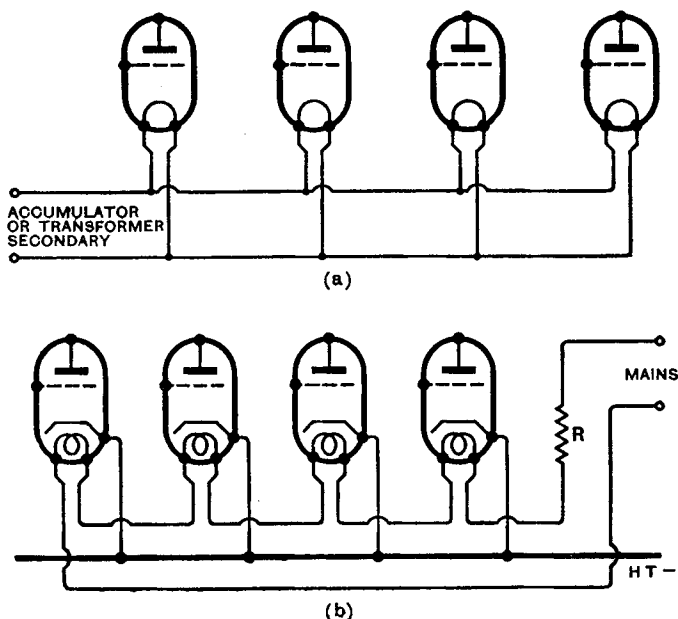 ACCUMULATOR
OR TRANSFORMER
SECONDARY
(a)
MAINS
R
HT-
(b)